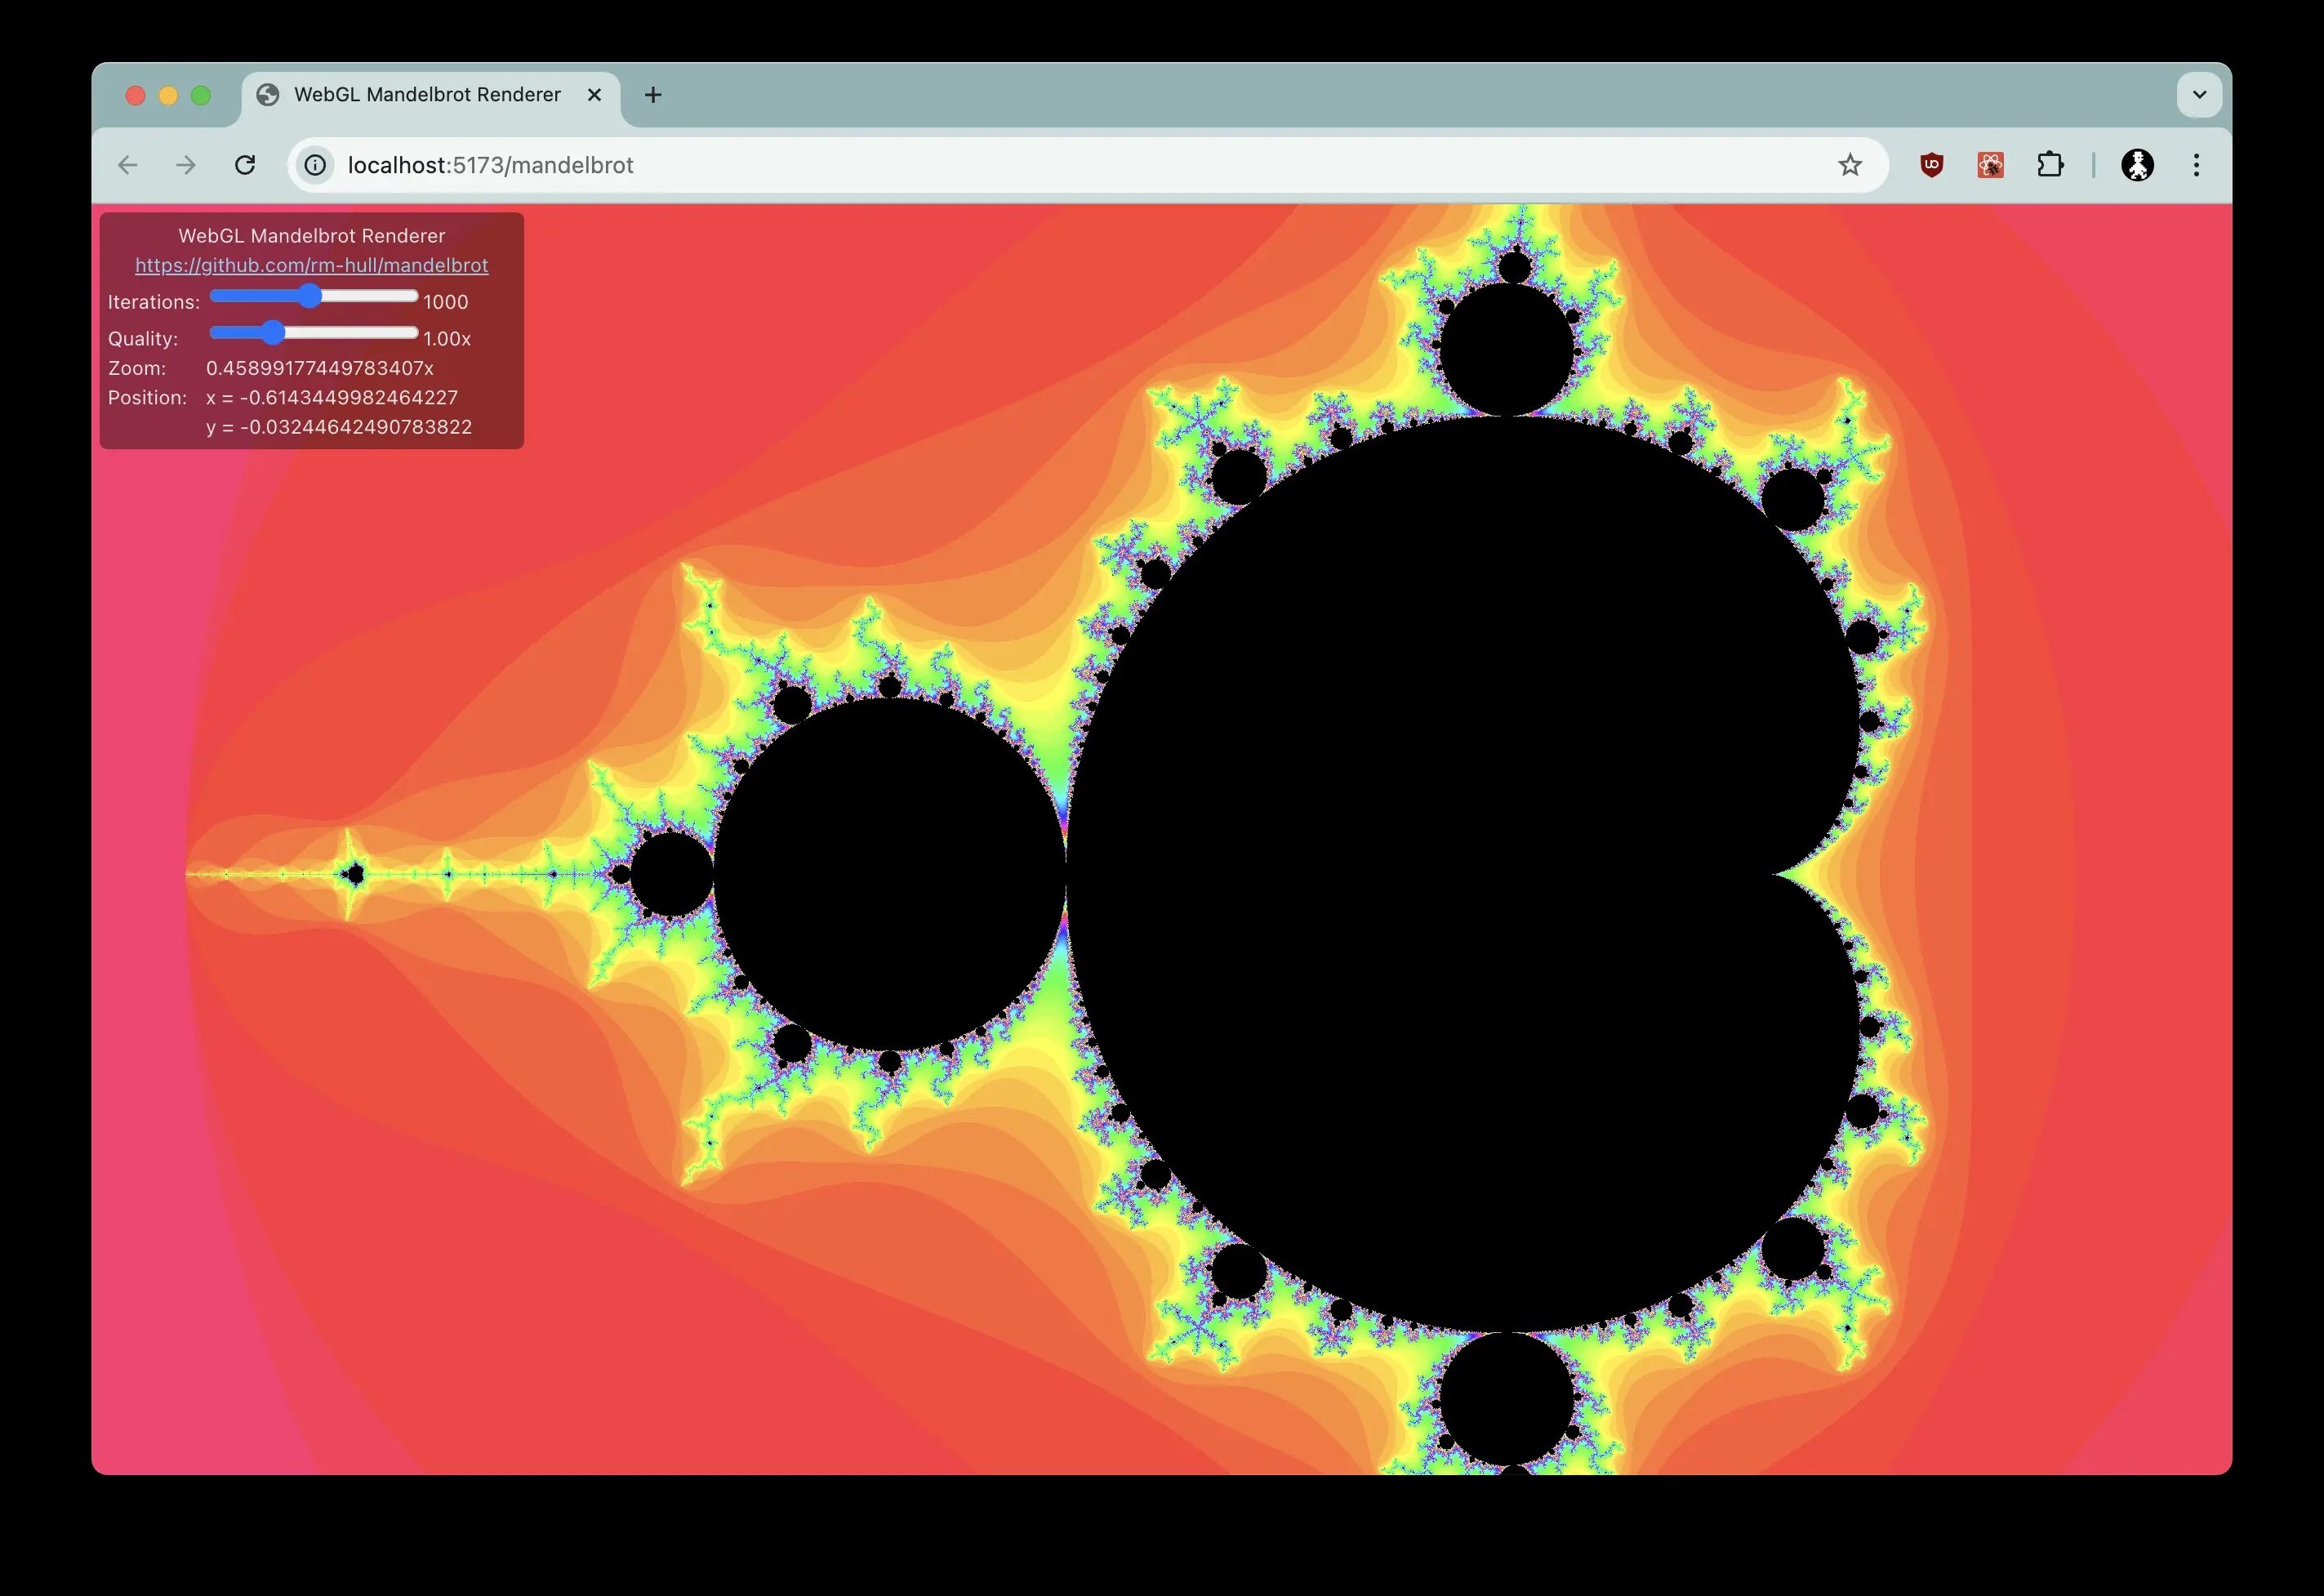 WebGL Mandelbrot Renderer
localhost:5173/mandelbrot
WebGL Mandelbrot Renderer
https://github.com/rm-hull/mandelbrot
Iterations: 1000
Quality: 1.00x
Zoom: 0.45899177449783407x
Position: x = -0.6143449982464227
y = -0.03244642490783822